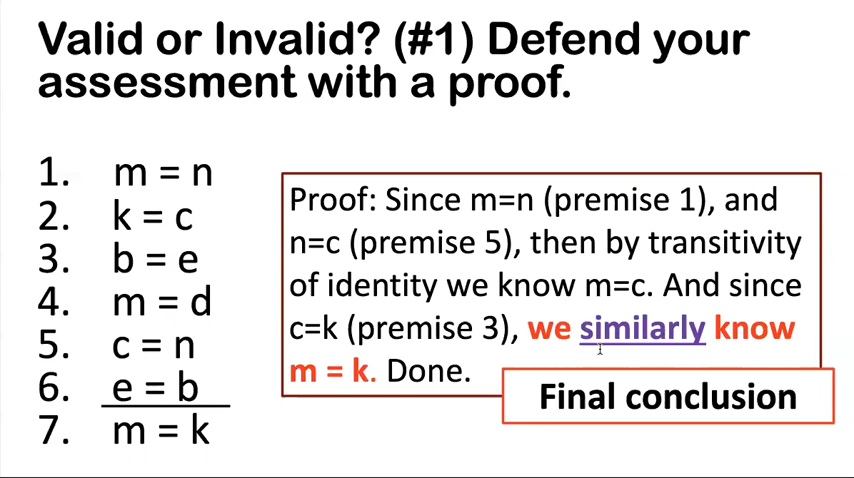 Valid or Invalid? (#1) Defend your
assessment with a proof.
1. m = n
2. k = c
3. b = e
4. m = d
5. c = n
6. e = b
7. m = k
Proof: Since m=n (premise 1), and
n=c (premise 5), then by transitivity
of identity we know m=c. And since
c=k (premise 3), we similarly know
m = k. Done.
Final conclusion